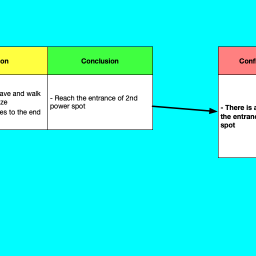 on
Conclusion
Conf
ave and walk
ze
es to the end
- Reach the entrance of 2nd
power spot
- There is a
the entranc
spot